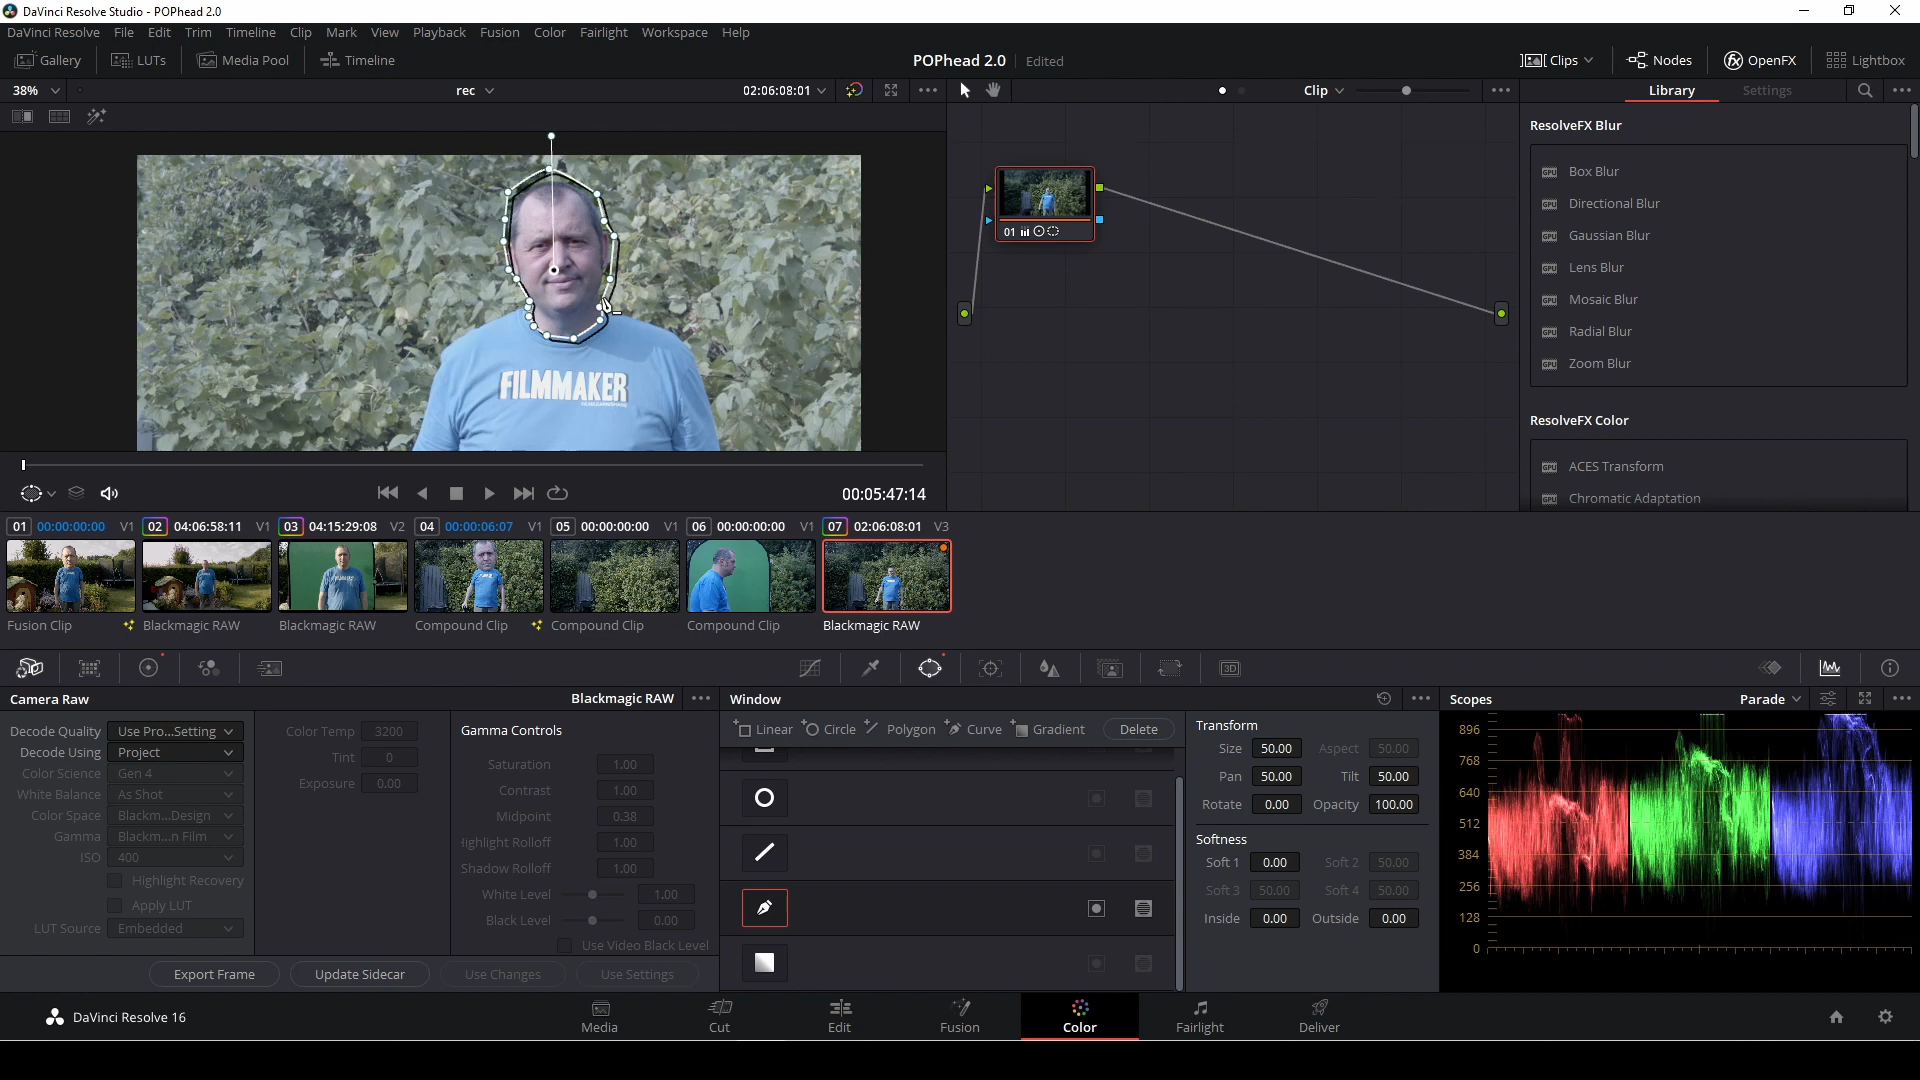 DaVinci Resolve Studio - POPhead 2.0
DaVinci Resolve File Edit Trim Timeline Clip Mark View Playback Fusion Color Fairlight Workspace Help
Gallery LUTs Media Pool Timeline POPhead 2.0 Edited Clips Nodes OpenFX Lightbox
38% rec 02:06:08:01 Clip Library Settings
ResolveFX Blur
Box Blur
Directional Blur
Gaussian Blur
Lens Blur
Mosaic Blur
Radial Blur
Zoom Blur
ResolveFX Color
ACES Transform
Chromatic Adaptation
01
FILMMAKER
00:05:47:14
01 00:00:00:00 V1 02 04:06:58:11 V1 03 04:15:29:08 V2 04 00:00:06:07 V1 05 00:00:00:00 V1 06 00:00:00:00 V1 07 02:06:08:01 V3
Fusion Clip Blackmagic RAW Blackmagic RAW Compound Clip Compound Clip Compound Clip Blackmagic RAW
3D
Camera Raw Blackmagic RAW Window Scopes Parade
Decode Quality Use Pro...Setting
Decode Using Project
Color Science Gen 4
White Balance As Shot
Color Space Blackm...Design
Gamma Blackm...n Film
ISO 400
Highlight Recovery
Apply LUT
LUT Source Embedded
Color Temp 3200
Tint 0
Exposure 0.00
Gamma Controls
Saturation 1.00
Contrast 1.00
Midpoint 0.38
Highlight Rolloff 1.00
Shadow Rolloff 1.00
White Level 1.00
Black Level 0.00
Use Video Black Level
Export Frame Update Sidecar Use Changes Use Settings
Linear Circle Polygon Curve Gradient Delete
Transform
Size 50.00 Aspect 50.00
Pan 50.00 Tilt 50.00
Rotate 0.00 Opacity 100.00
Softness
Soft 1 0.00 Soft 2 50.00
Soft 3 50.00 Soft 4 50.00
Inside 0.00 Outside 0.00
896
768
640
512
384
256
128
0
DaVinci Resolve 16 Media Cut Edit Fusion Color Fairlight Deliver